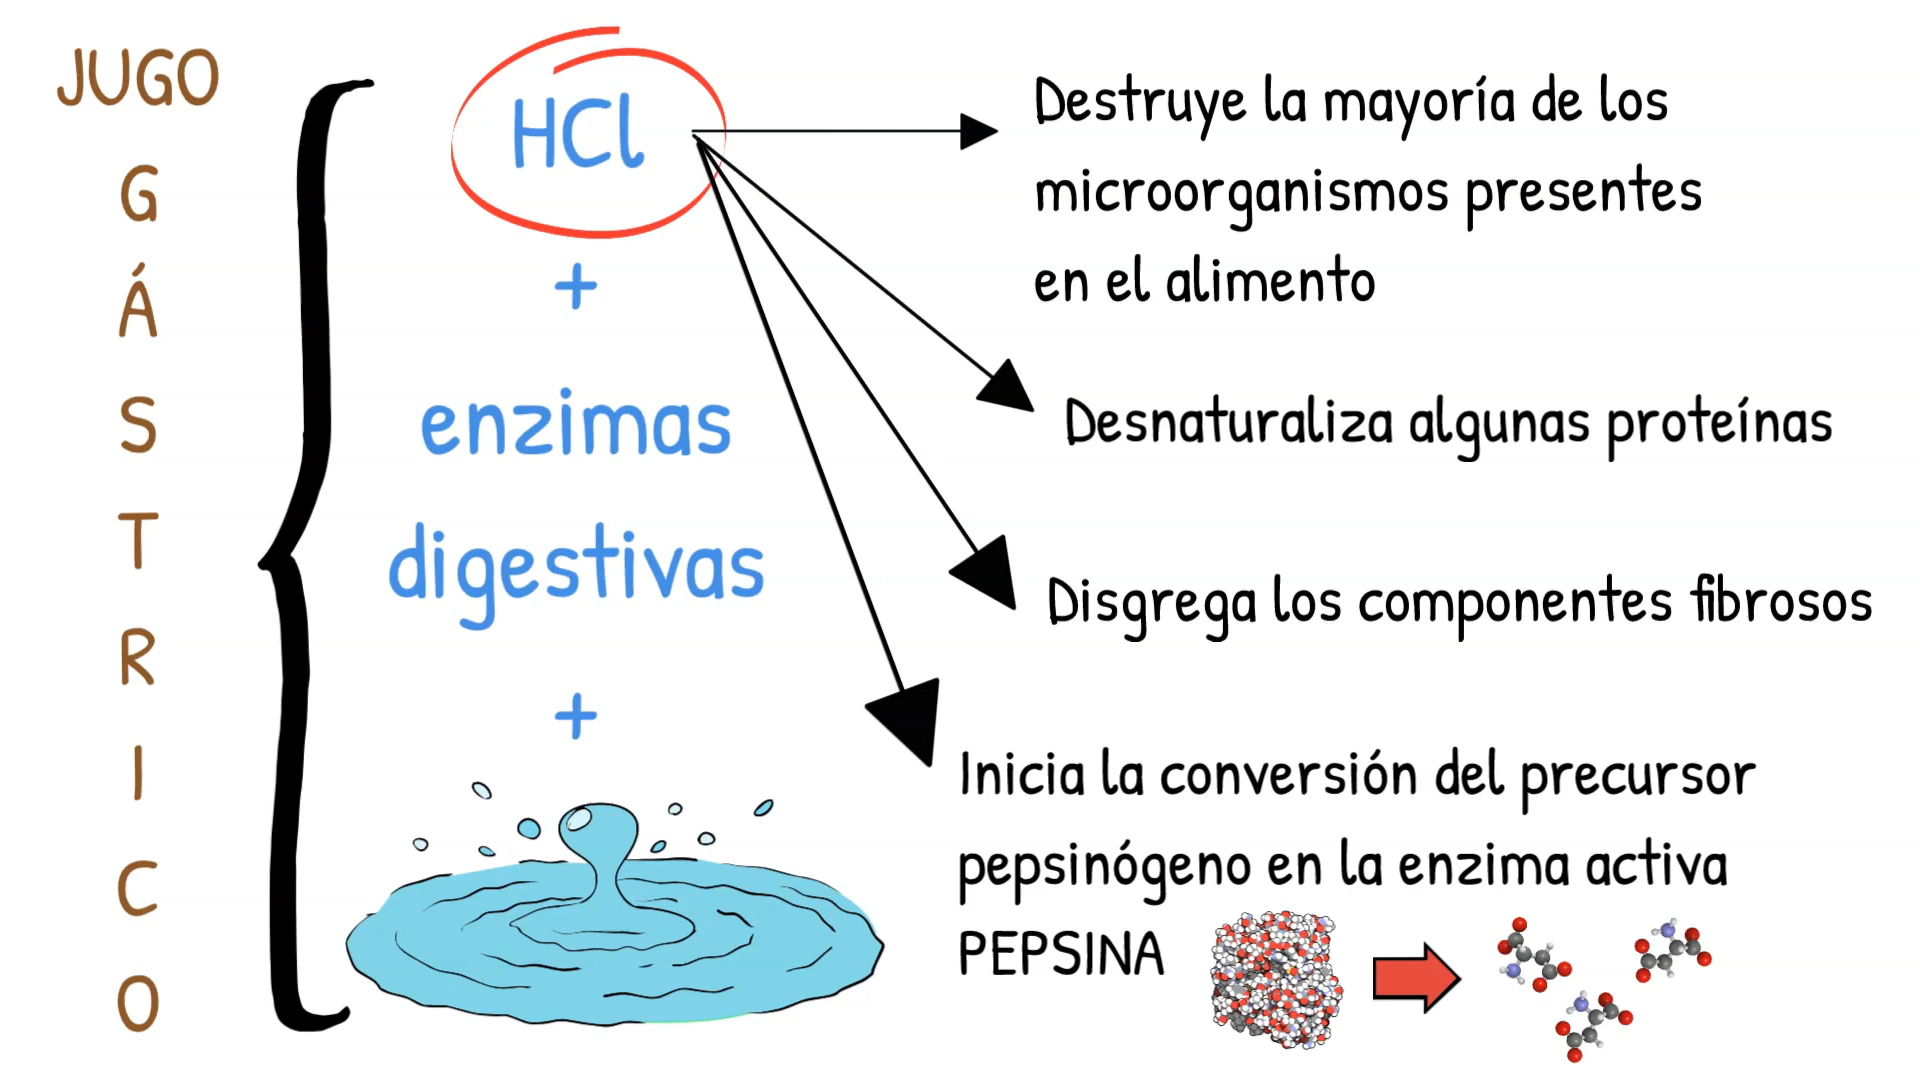 JUGO
G
Á
S
T
R
I
C
O
HCl
+
enzimas
digestivas
+
Destruye la mayoría de los
microorganismos presentes
en el alimento
Desnaturaliza algunas proteínas
Disgrega los componentes fibrosos
Inicia la conversión del precursor
pepsinógeno en la enzima activa
PEPSINA